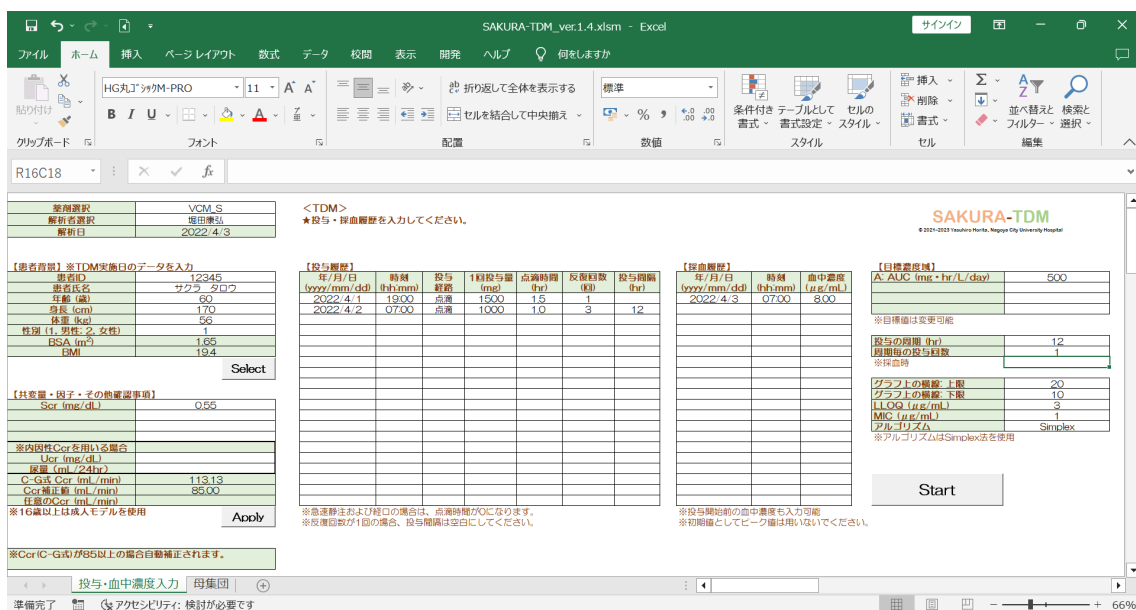 SAKURA-TDM_ver.1.4.xlsm - Excel
サインイン
ファイル ホーム 挿入 ページ レイアウト 数式 データ 校閲 表示 開発 ヘルプ 何をしますか
貼り付け
HG丸ｺﾞｼｯｸM-PRO 11
折り返して全体を表示する
標準
B I U
セルを結合して中央揃え
条件付き書式 テーブルとして書式設定 セルのスタイル
挿入
削除
書式
並べ替えとフィルター 検索と選択
クリップボード フォント 配置 数値 スタイル セル 編集
R16C18 fx
薬剤選択 VCM_S
解析者選択 堀田康弘
解析日 2022/4/3
<TDM>
★投与・採血履歴を入力してください。
SAKURA-TDM
© 2021-2023 Yasuhiro Horita, Nagoya City University Hospital
【患者背景】※TDM実施日のデータを入力
患者ID 12345
患者氏名 サクラ タロウ
年齢 (歳) 60
身長 (cm) 170
体重 (kg) 56
性別 (1, 男性; 2, 女性) 1
BSA (m2) 1.65
BMI 19.4
Select
【共変量・因子・その他確認事項】
Scr (mg/dL) 0.55
※内因性Ccrを用いる場合
Ucr (mg/dL)
尿量 (mL/24hr)
C-G式 Ccr (mL/min) 113.13
Ccr補正値 (mL/min) 85.00
任意のCcr (mL/min)
※16歳以上は成人モデルを使用
Apply
※Ccr(C-G式)が85以上の場合自動補正されます。
【投与履歴】
年/月/日 (yyyy/mm/dd) 時刻 (hh:mm) 投与経路 1回投与量 (mg) 点滴時間 (hr) 反復回数 (回) 投与間隔 (hr)
2022/4/1 19:00 点滴 1500 1.5 1
2022/4/2 07:00 点滴 1000 1.0 3 12
※急速静注および経口の場合は、点滴時間が0になります。
※反復回数が1回の場合、投与間隔は空白にしてください。
【採血履歴】
年/月/日 (yyyy/mm/dd) 時刻 (hh:mm) 血中濃度 (μg/mL)
2022/4/3 07:00 8.00
※投与開始前の血中濃度も入力可能
※初期値としてピーク値は用いないでください。
【目標濃度域】
A: AUC (mg・hr/L/day) 500
※目標値は変更可能
投与の周期 (hr) 12
周期毎の投与回数 1
※採血時
グラフ上の横線: 上限 20
グラフ上の横線: 下限 10
LLOQ (μg/mL) 3
MIC (μg/mL) 1
アルゴリズム Simplex
※アルゴリズムはSimplex法を使用
Start
投与・血中濃度入力 母集団
準備完了 アクセシビリティ: 検討が必要です 66%